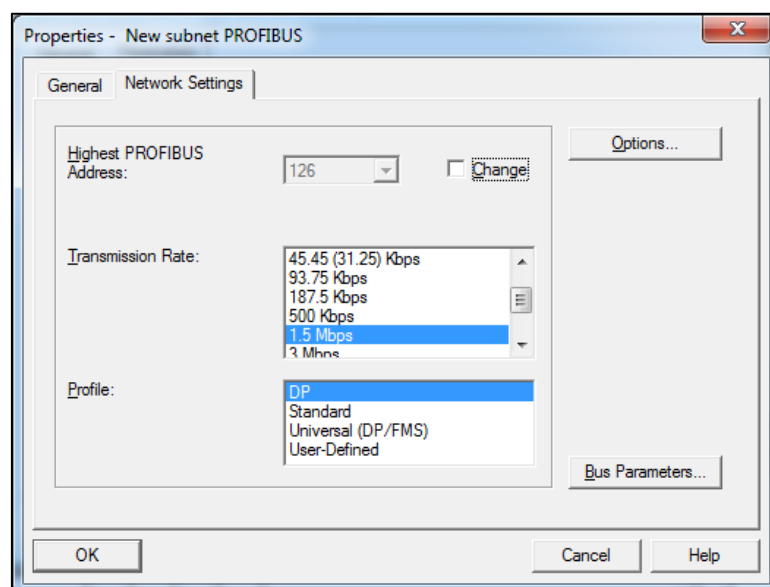 Properties -  New subnet PROFIBUS
General
Network Settings
Highest PROFIBUS
Address:
126
Change
Options...
Transmission Rate:
45.45 (31.25) Kbps
93.75 Kbps
187.5 Kbps
500 Kbps
1.5 Mbps
3 Mbps
Profile:
DP
Standard
Universal (DP/FMS)
User-Defined
Bus Parameters...
OK
Cancel
Help